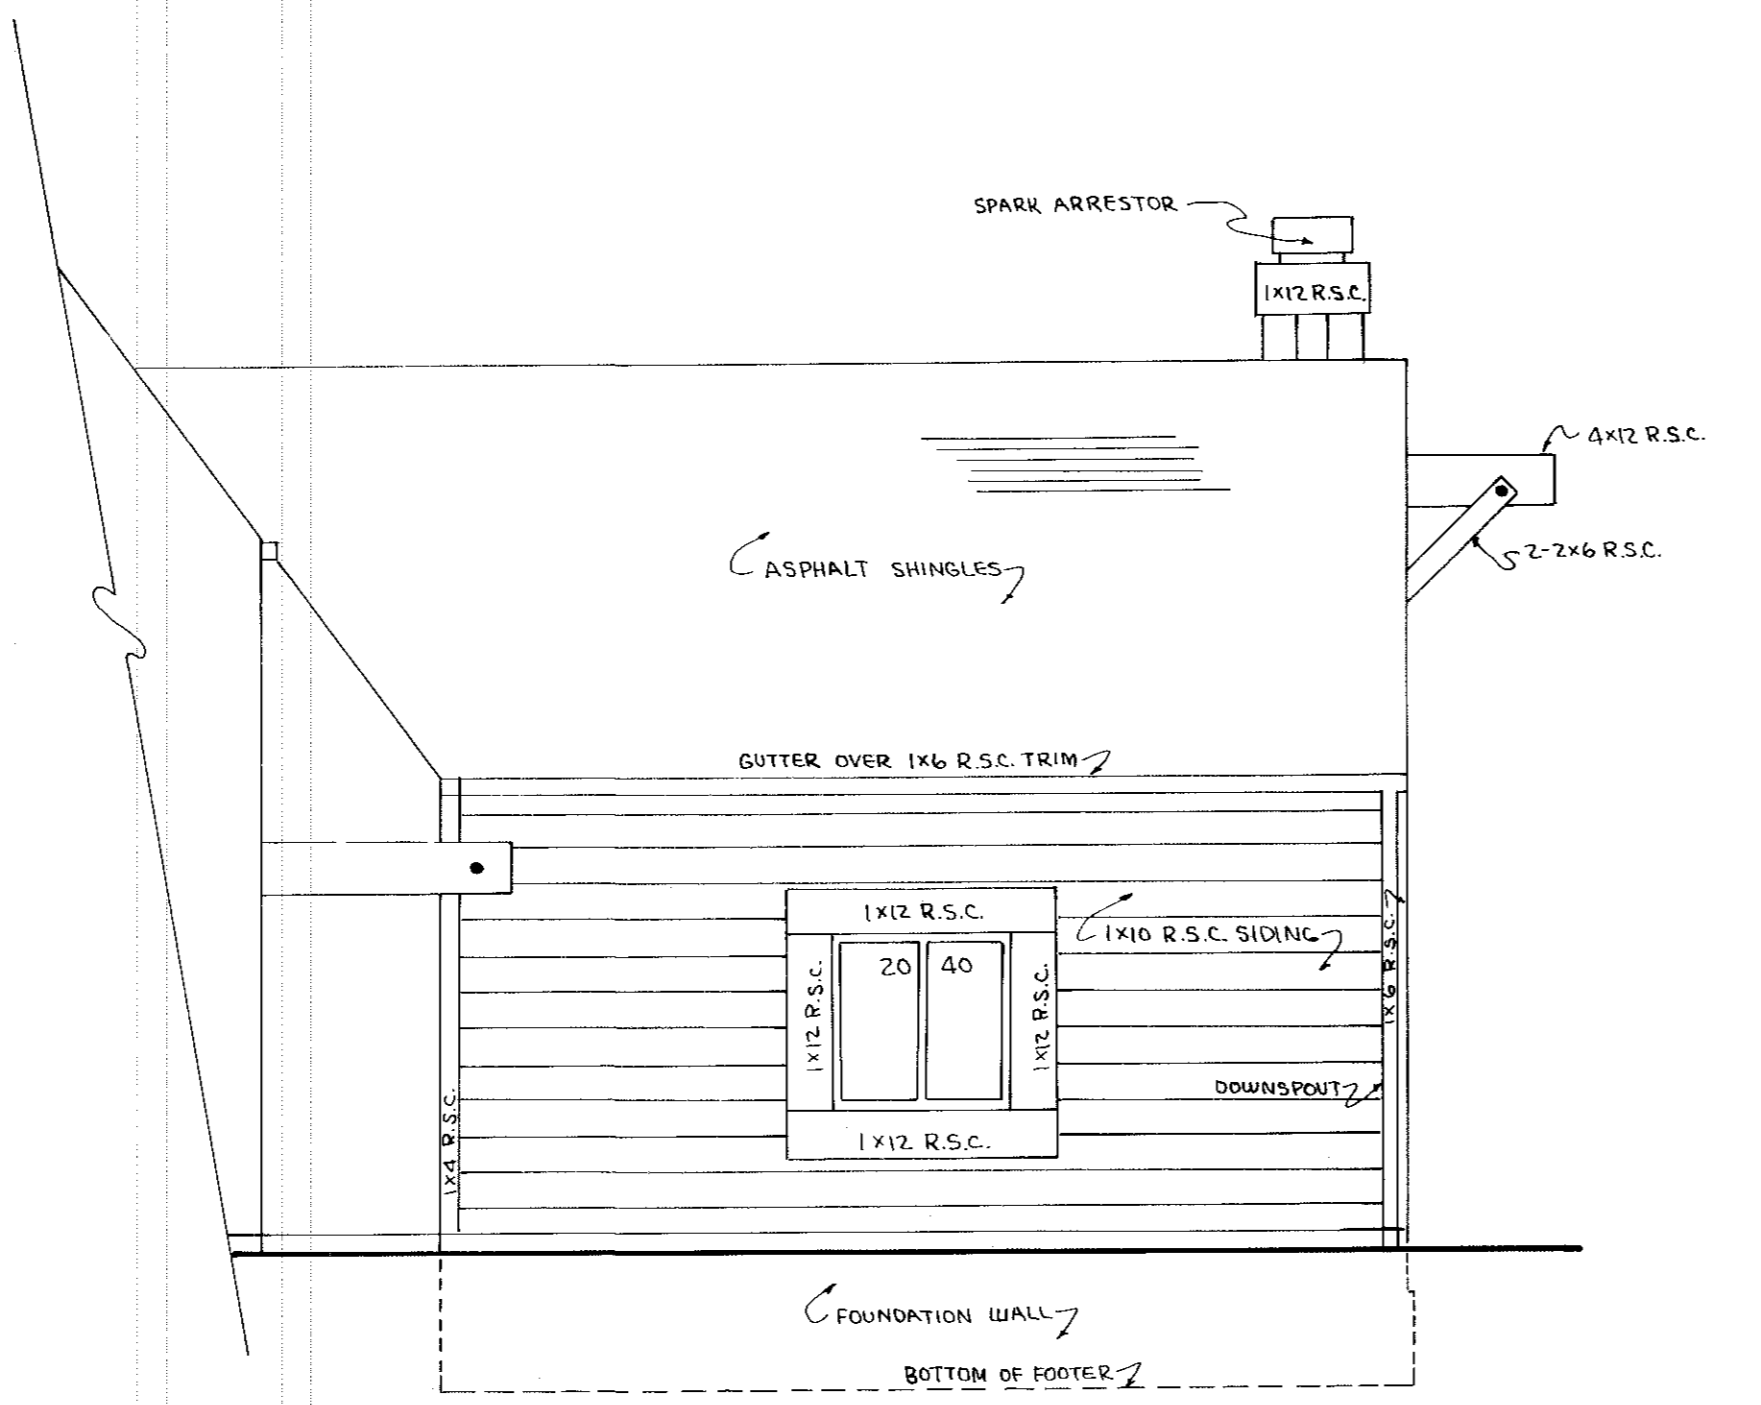 SPARK ARRESTOR
1X12 R.S.C.
4X12 R.S.C.
2-2X6 R.S.C.
ASPHALT SHINGLES
GUTTER OVER 1X6 R.S.C. TRIM
1X12 R.S.C.
1X10 R.S.C. SIDING
20 40
1X12 R.S.C.
1X12 R.S.C.
1X6 R.S.C.
DOWNSPOUT
1X4 R.S.C.
1X12 R.S.C.
FOUNDATION WALL
BOTTOM OF FOOTER